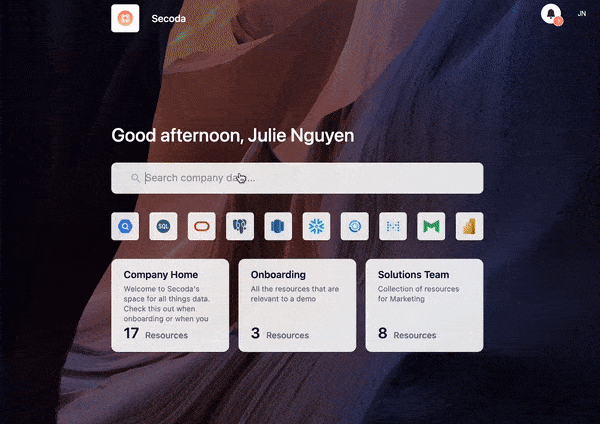 Secoda
JN
Good afternoon, Julie Nguyen
Search company data...
SQL
Company Home
Welcome to Secoda's
space for all things data.
Check this out when
onboarding or when you
17 Resources
Onboarding
All the resources that are
relevant to a demo
3 Resources
Solutions Team
Collection of resources
for Marketing
8 Resources